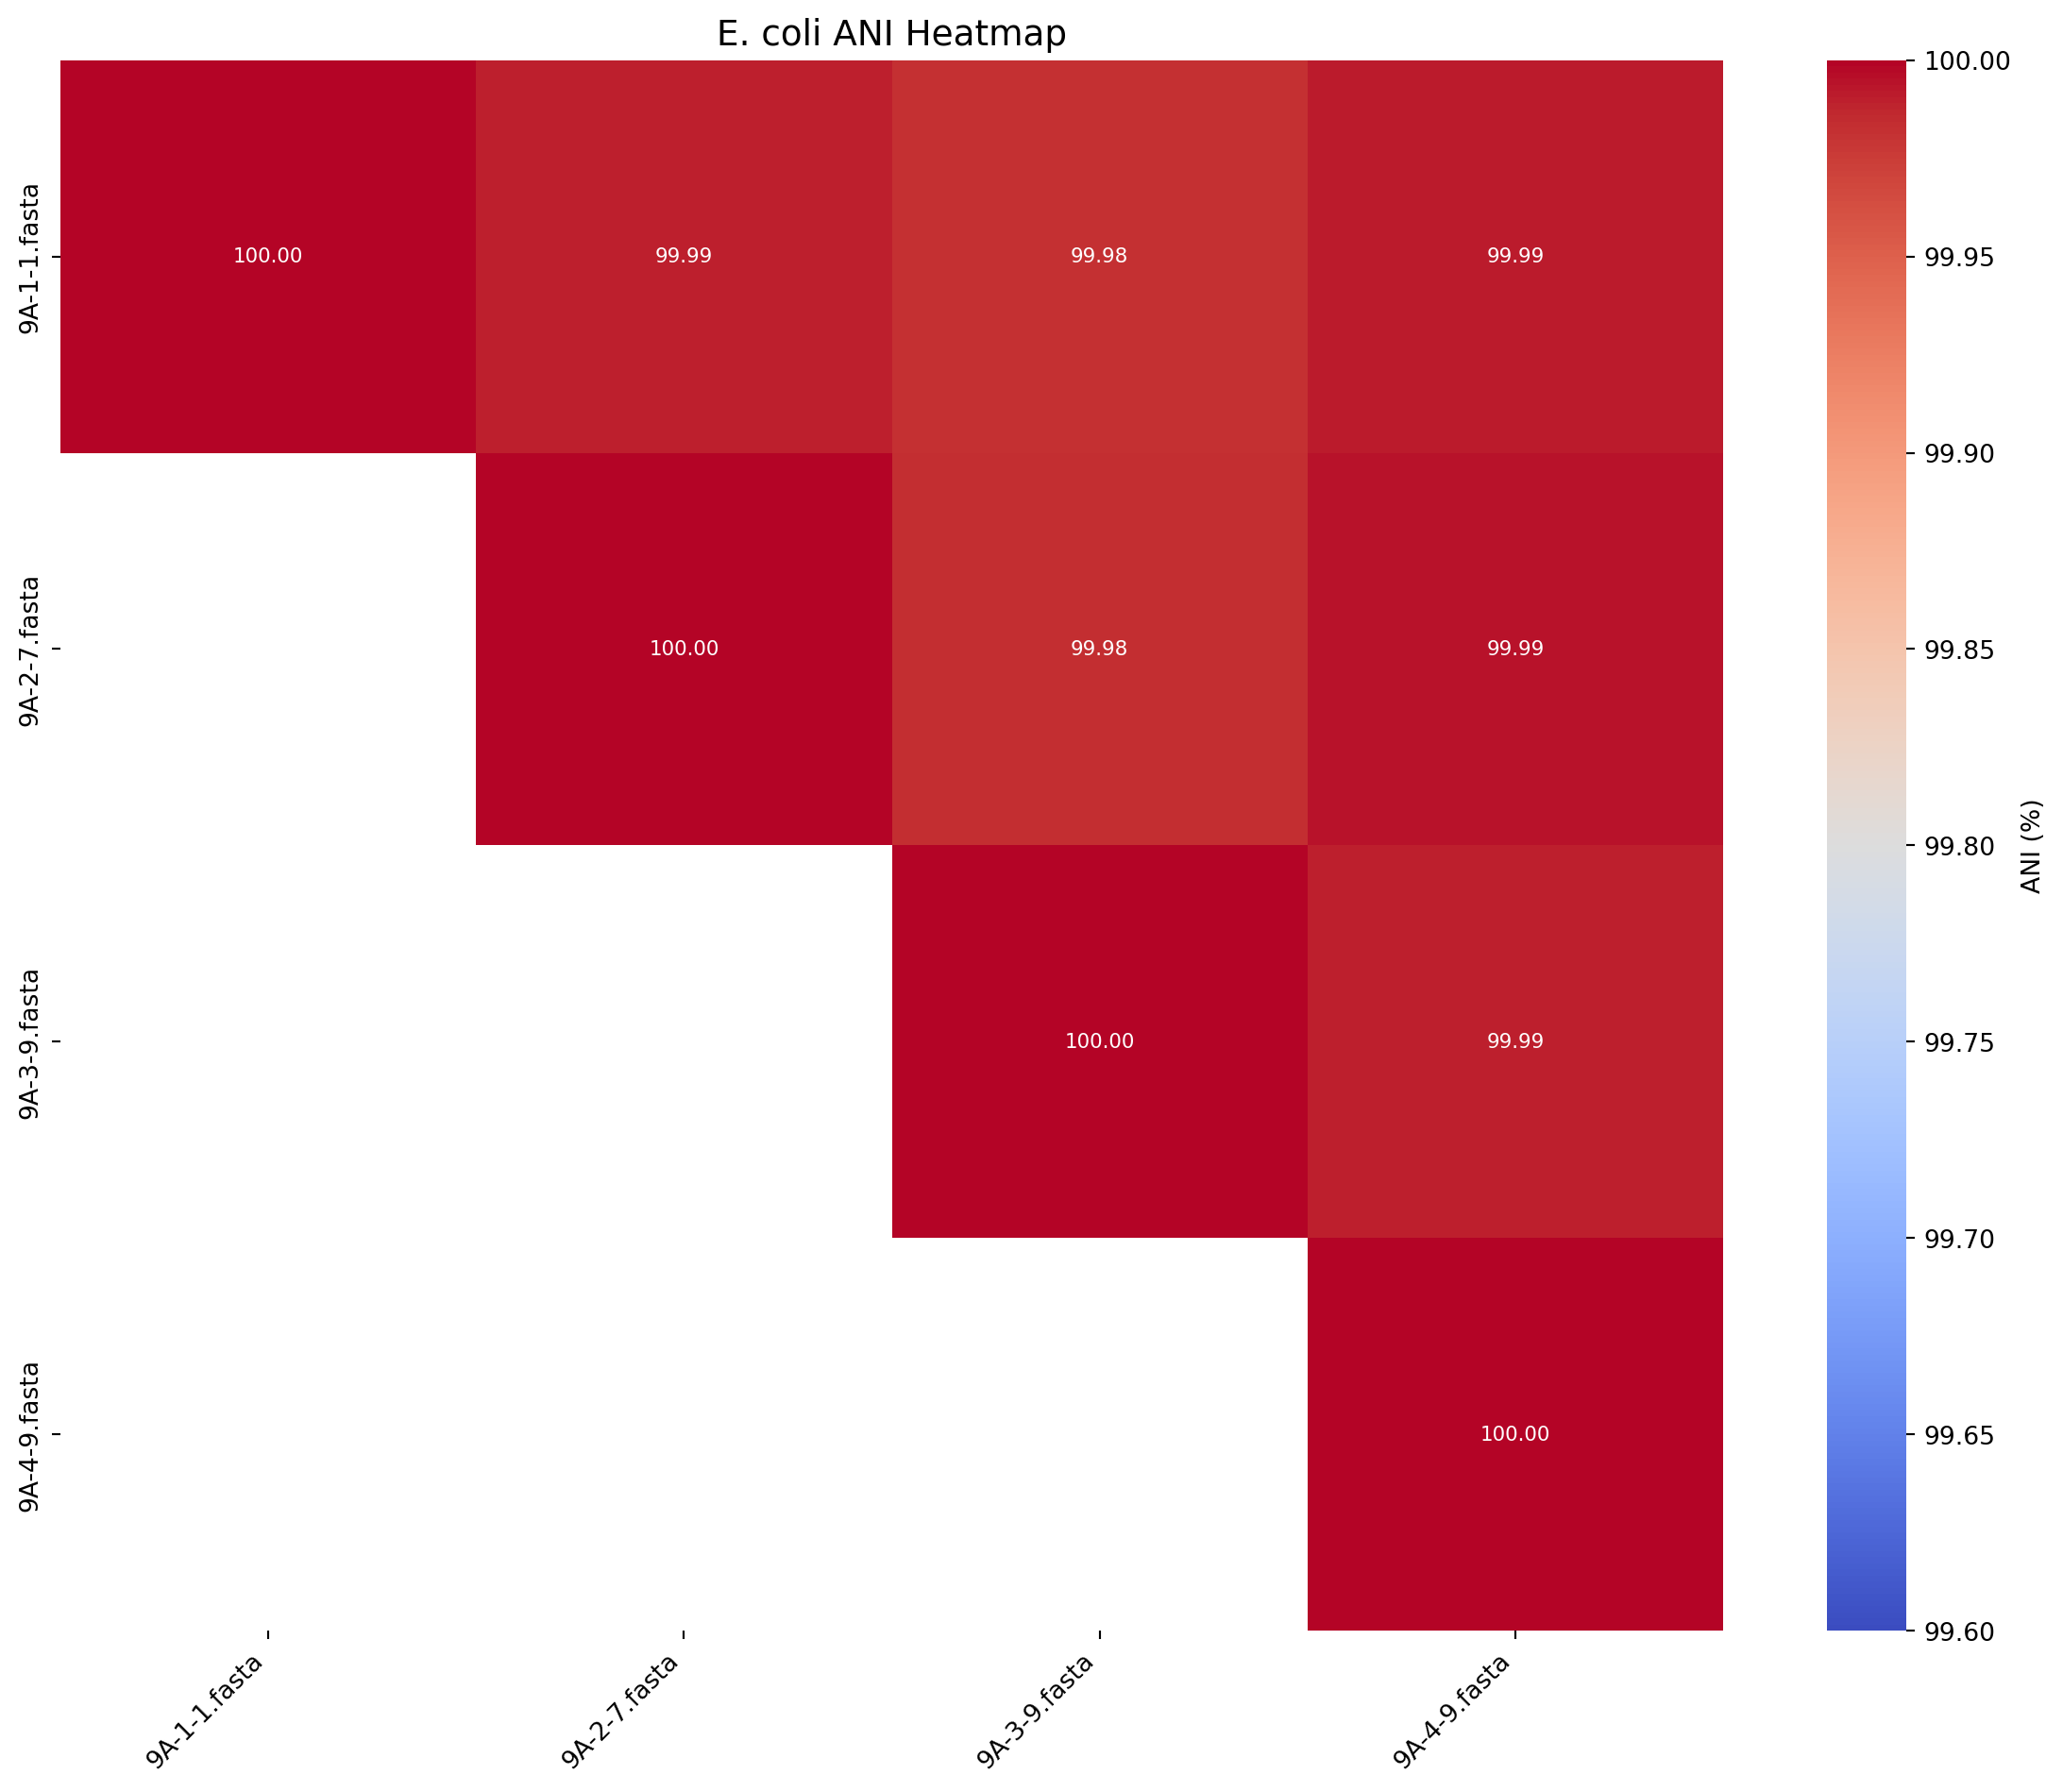 E. coli ANI Heatmap
9A-1-1.fasta
100.00 99.99 99.98 99.99
9A-2-7.fasta
100.00 99.98 99.99
9A-3-9.fasta
100.00 99.99
9A-4-9.fasta
100.00
9A-1-1.fasta 9A-2-7.fasta 9A-3-9.fasta 9A-4-9.fasta
100.00
99.95
99.90
99.85
99.80
99.75
99.70
99.65
99.60
ANI (%)